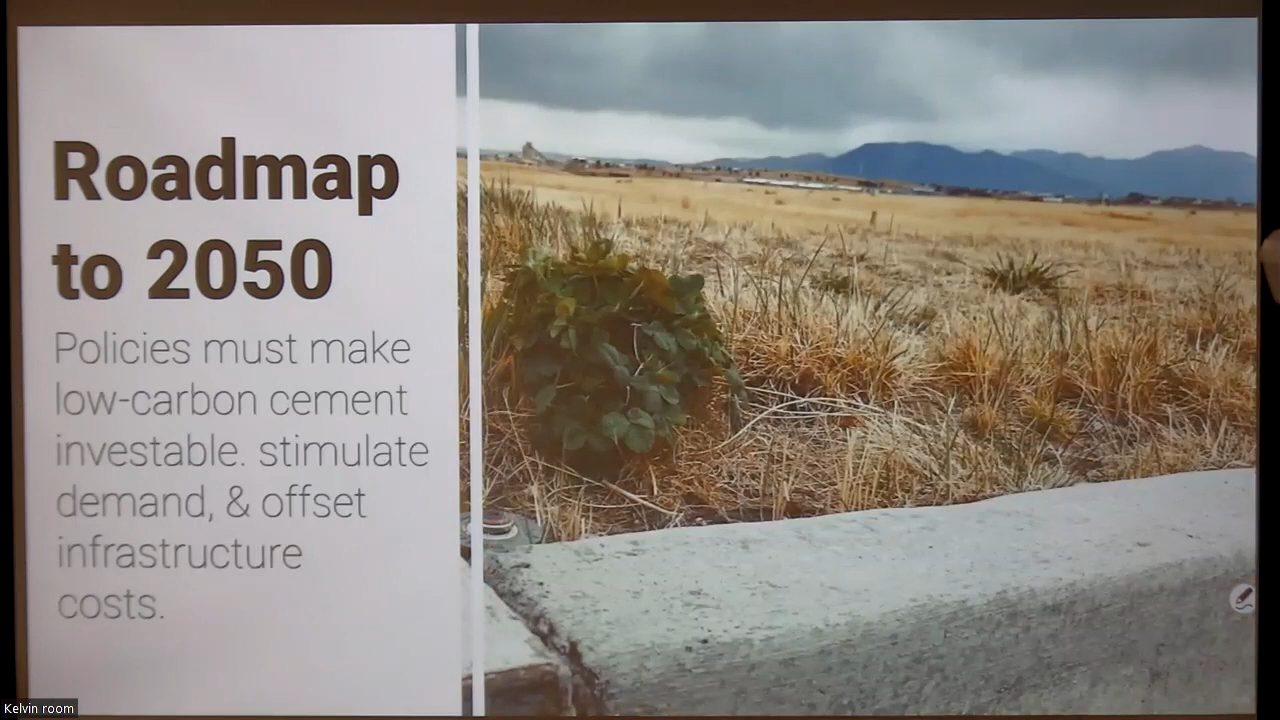 Roadmap
to 2050
Policies must make
low-carbon cement
investable. stimulate
demand, & offset
infrastructure
costs.
Kelvin room